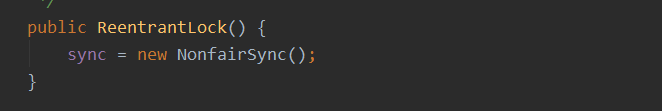 */
public ReentrantLock() {
sync = new NonfairSync();
}